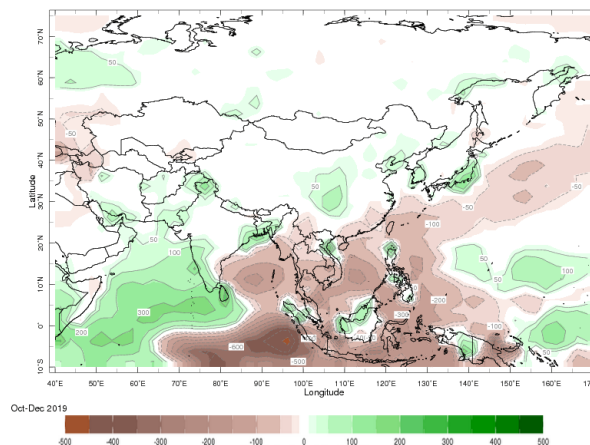 70˚N
60˚N
50˚N
40˚N
30˚N
20˚N
10˚N
0˚
10˚S
Latitude
50
50
-50
50
50
-50
-50
-100
50
100
300
200
-200
-300
-100
100
50
-600
-500
40˚E
50˚E
60˚E
70˚E
80˚E
90˚E
100˚E
110˚E
120˚E
130˚E
140˚E
150˚E
160˚E
Longitude
Oct-Dec 2019
-500
-400
-300
-200
-100
0
100
200
300
400
500